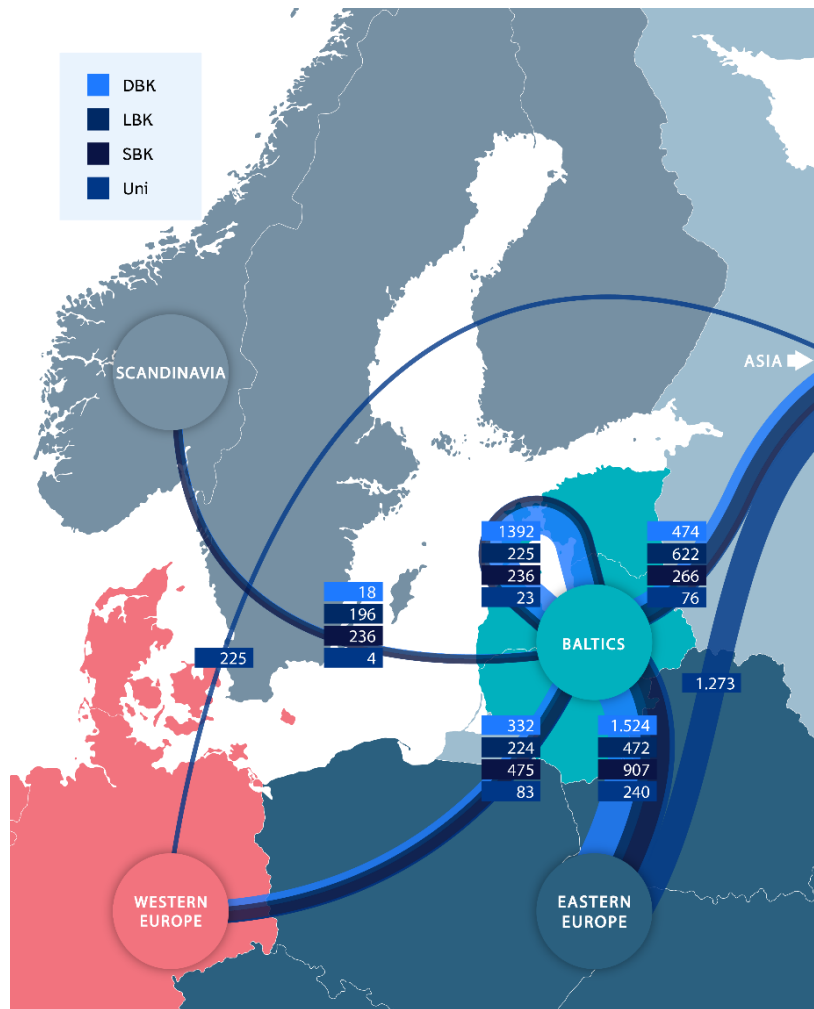 DBK
LBK
SBK
Uni
SCANDINAVIA
ASIA
1392
225
236
23
474
622
266
76
18
196
236
4
BALTICS
225
1.273
332
224
475
83
1.524
472
907
240
WESTERN
EUROPE
EASTERN
EUROPE